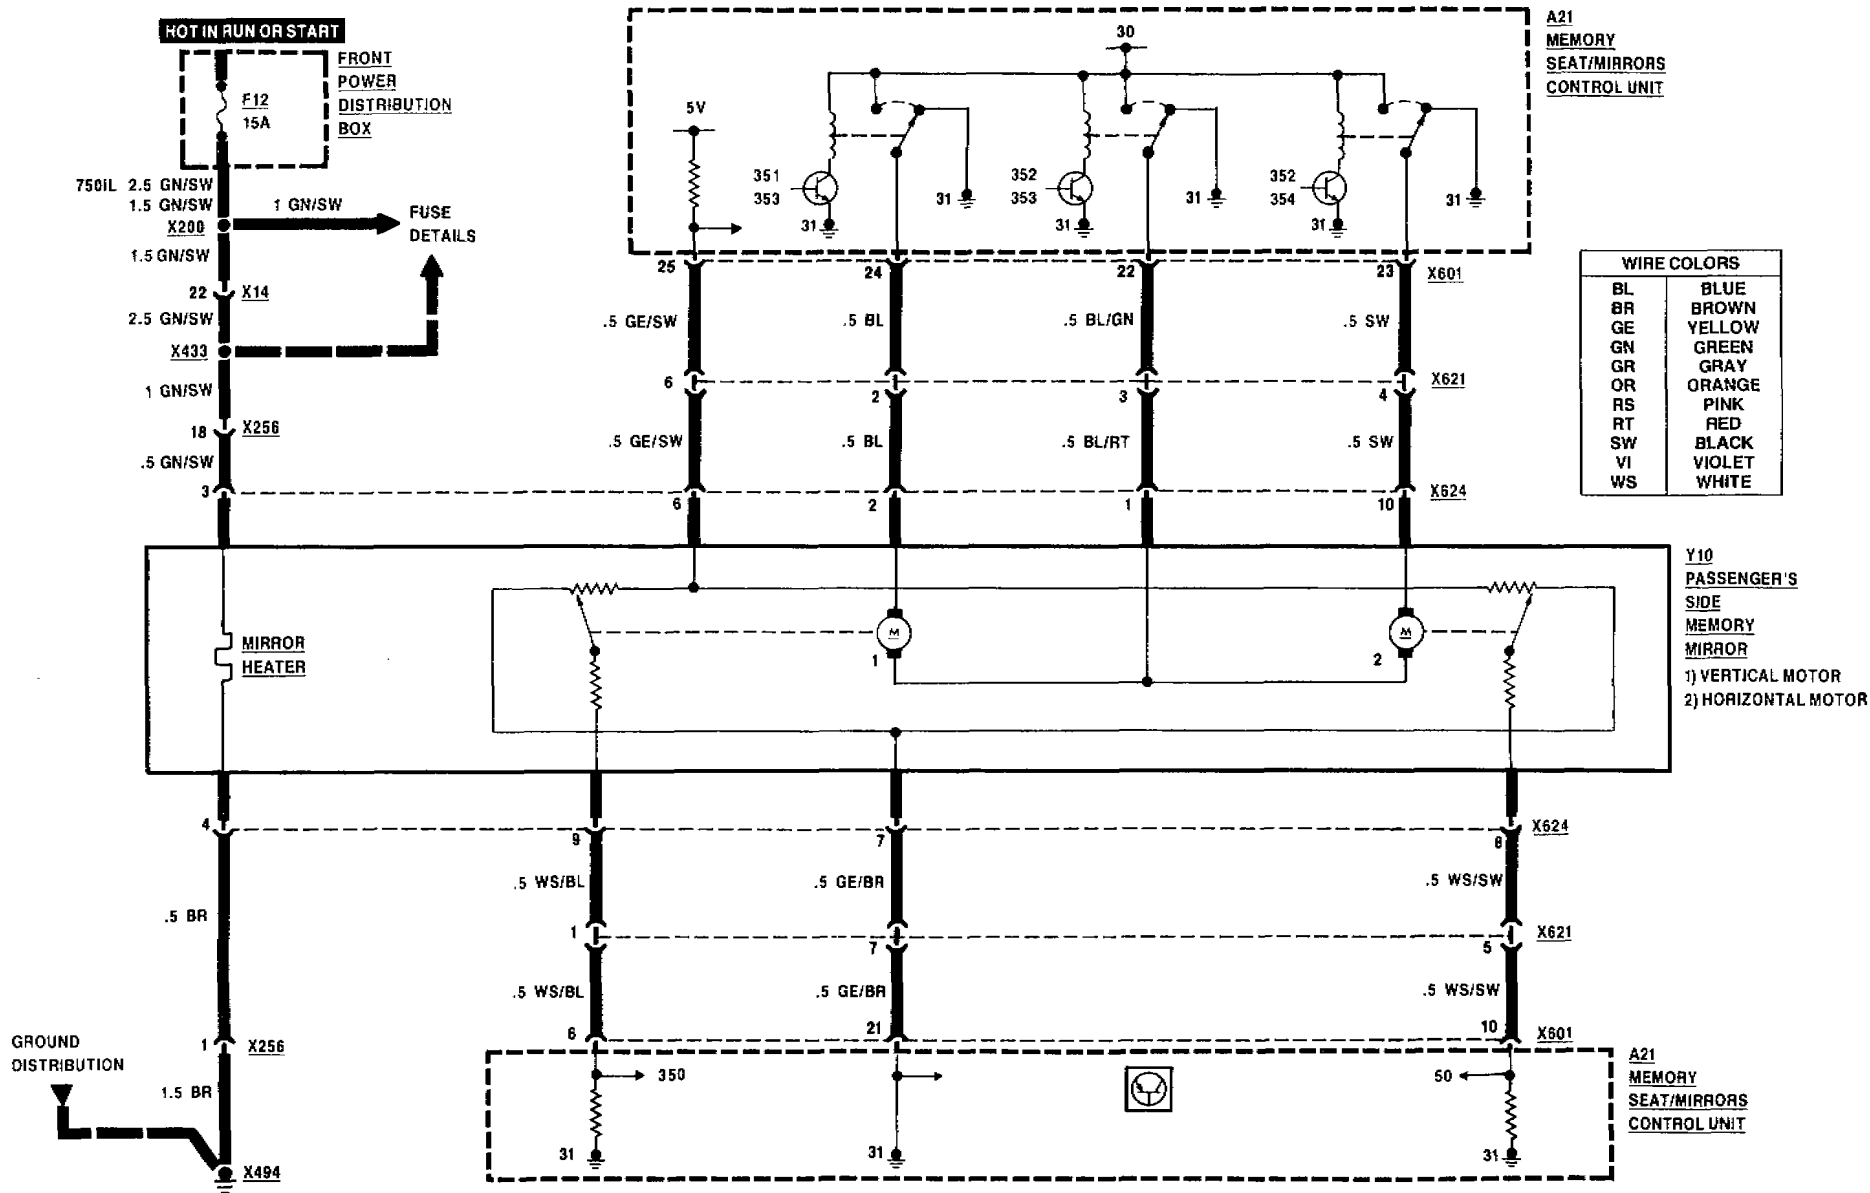 HOT IN RUN OR START
FRONT
POWER
DISTRIBUTION
BOX
F12
15A
750iL 2.5 GN/SW
1.5 GN/SW
1 GN/SW
X200
FUSE
DETAILS
1.5 GN/SW
22
X14
2.5 GN/SW
X433
1 GN/SW
18
X256
.5 GN/SW
3
A21
MEMORY
SEAT/MIRRORS
CONTROL UNIT
30
5V
351
353
31
31
352
353
31
31
352
354
31
31
25
24
22
23
X601
.5 GE/SW
.5 BL
.5 BL/GN
.5 SW
6
2
3
4
X621
.5 GE/SW
.5 BL
.5 BL/RT
.5 SW
6
2
1
10
X624
WIRE COLORS
BL BLUE
BR BROWN
GE YELLOW
GN GREEN
GR GRAY
OR ORANGE
RS PINK
RT RED
SW BLACK
VI VIOLET
WS WHITE
MIRROR
HEATER
M
1
M
2
Y10
PASSENGER'S
SIDE
MEMORY
MIRROR
1) VERTICAL MOTOR
2) HORIZONTAL MOTOR
4
9
7
8
X624
.5 BR
.5 WS/BL
.5 GE/BR
.5 WS/SW
1
7
5
X621
.5 WS/BL
.5 GE/BR
.5 WS/SW
6
21
10
X601
1
X256
GROUND
DISTRIBUTION
1.5 BR
X494
350
50
31
31
31
A21
MEMORY
SEAT/MIRRORS
CONTROL UNIT